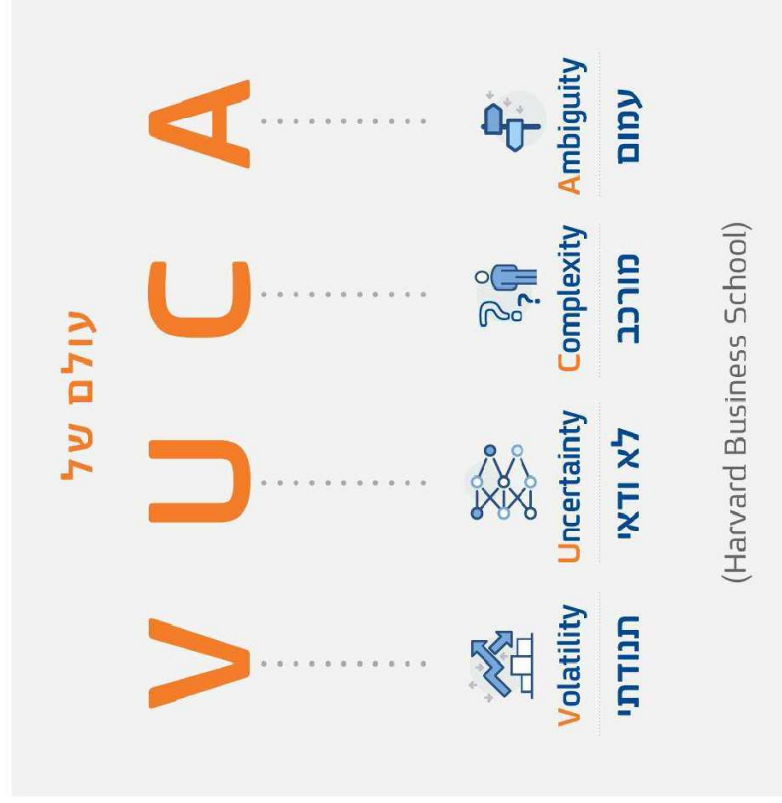 עולם של
V U C A
Volatility Uncertainty Complexity Ambiguity
תנודתי לא ודאי מורכב עמום
(Harvard Business School)